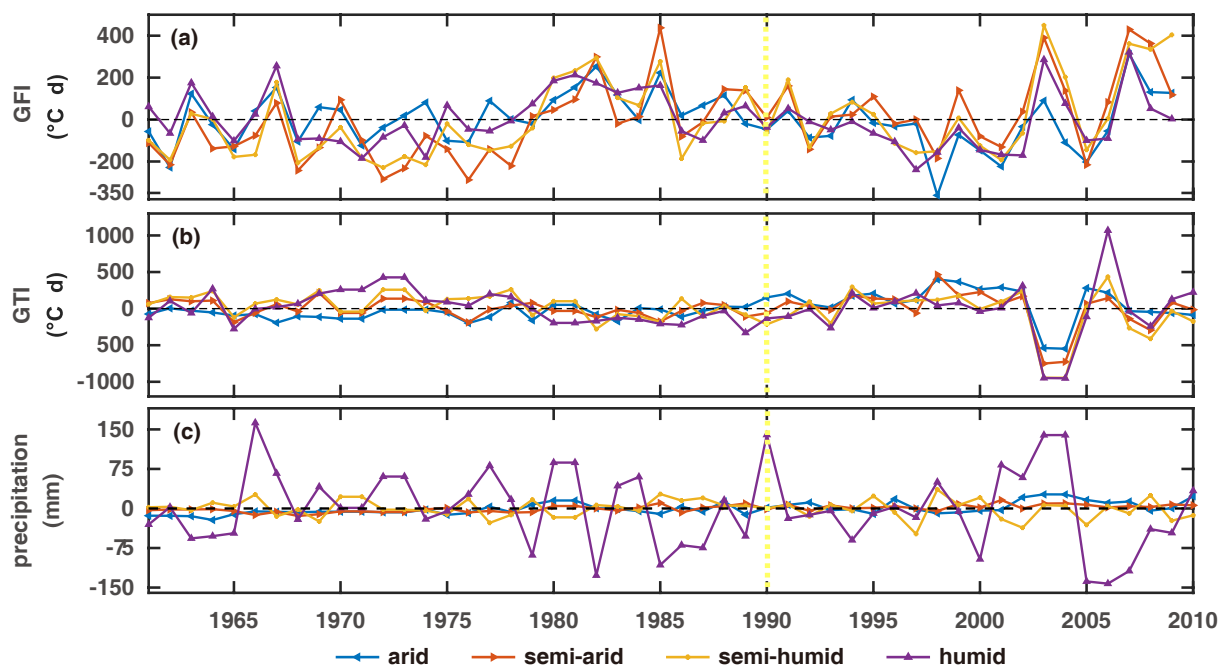 GFI
(°C d)
(a)
400
200
0
-200
-350
GTI
(°C d)
(b)
1000
500
0
-500
-1000
precipitation
(mm)
(c)
150
75
0
-75
-150
1965 1970 1975 1980 1985 1990 1995 2000 2005 2010
arid semi-arid semi-humid humid